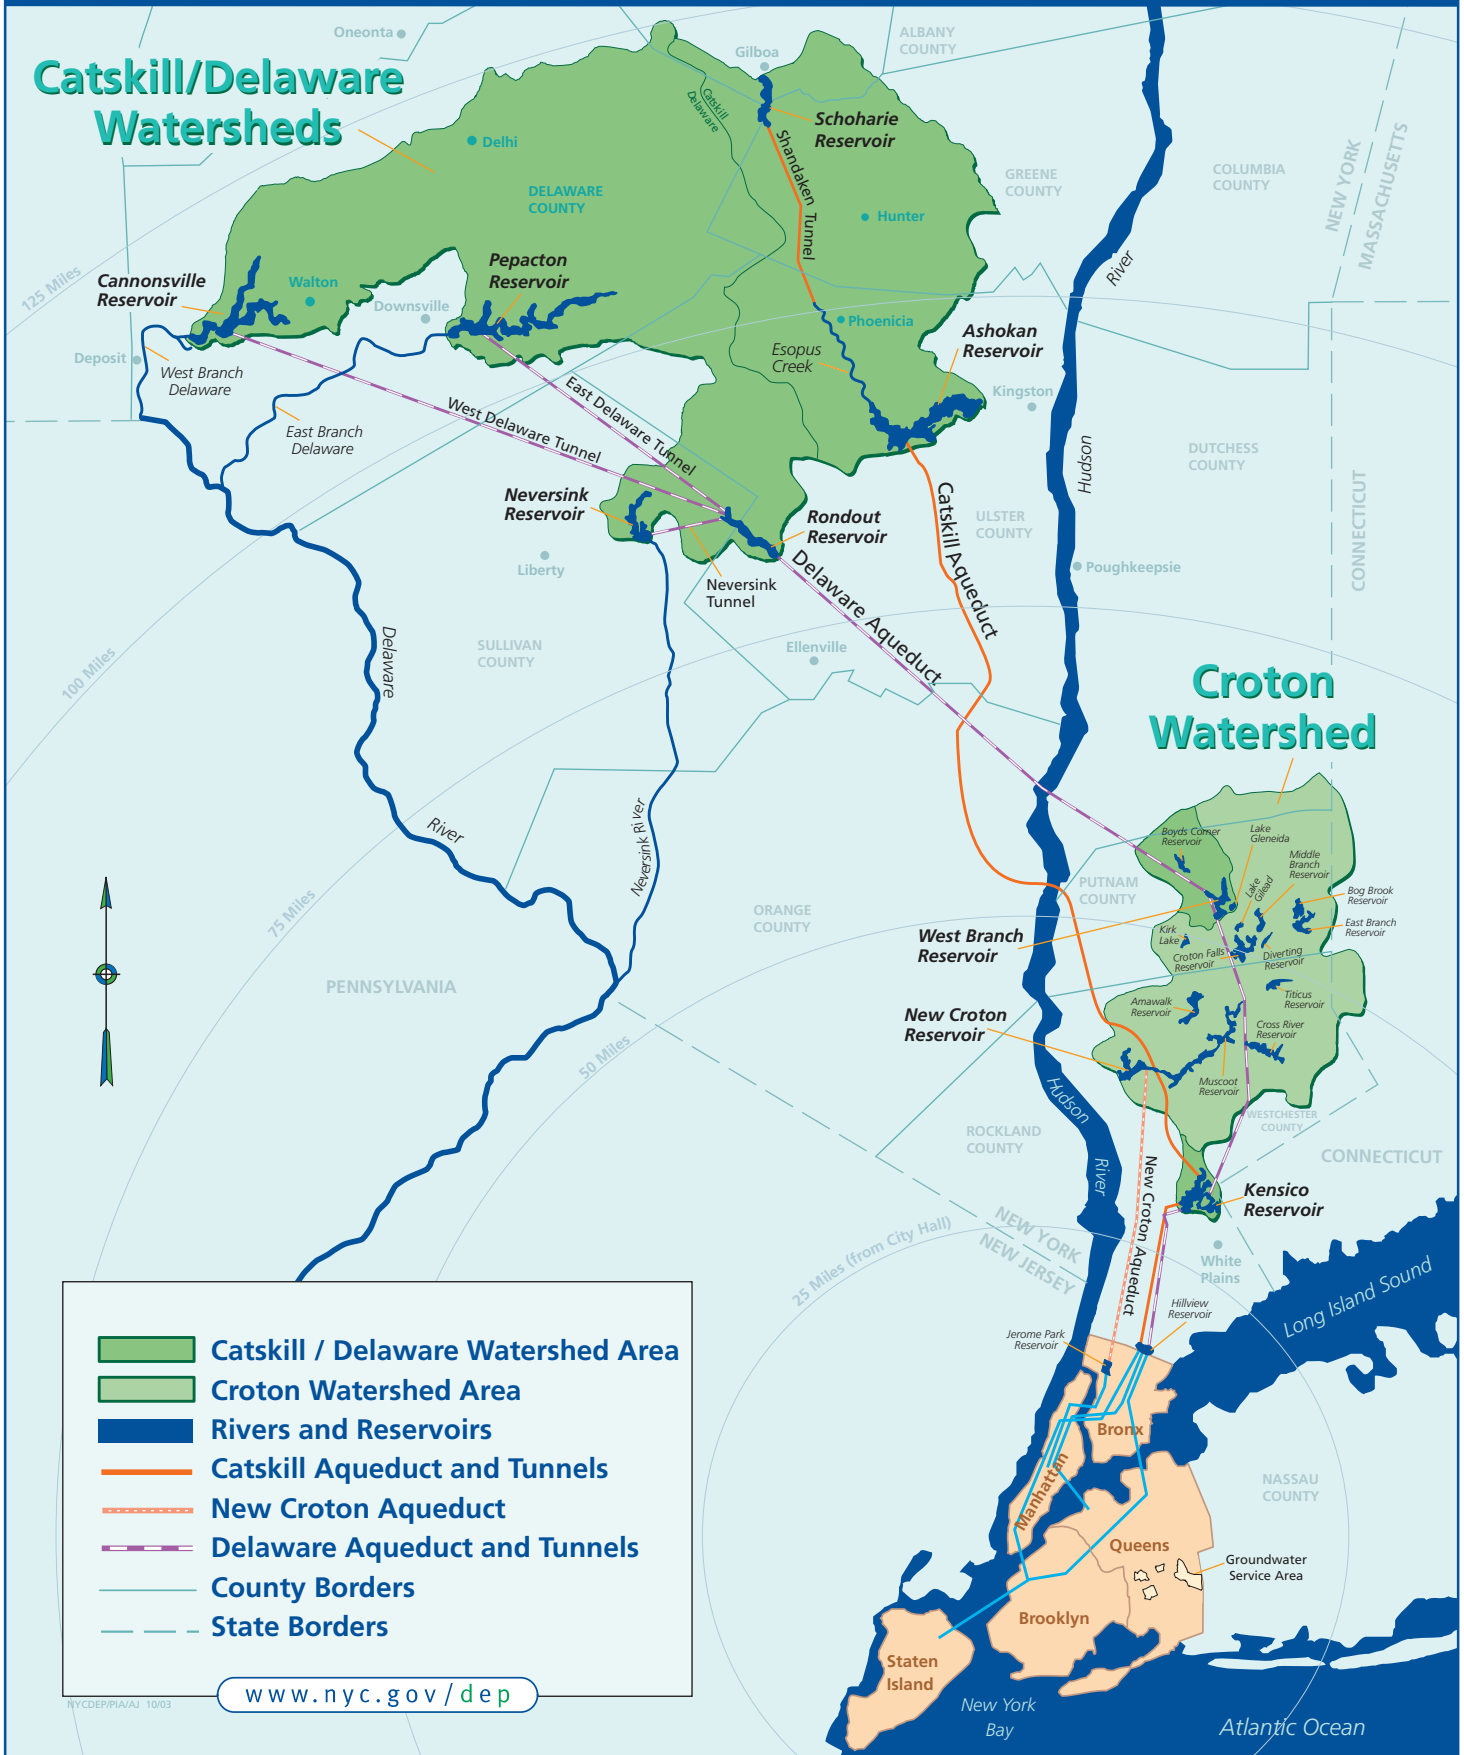 Oneonta
Gilboa
ALBANY
COUNTY
Catskill/Delaware
Watersheds
Catskill
Delaware
Schoharie
Reservoir
Delhi
Shandaken Tunnel
GREENE
COUNTY
COLUMBIA
COUNTY
NEW YORK
MASSACHUSETTS
DELAWARE
COUNTY
Hunter
River
125 Miles
Cannonsville
Reservoir
Walton
Pepacton
Reservoir
Downsville
Phoenicia
Ashokan
Reservoir
Deposit
West Branch
Delaware
Esopus
Creek
Kingston
East Delaware Tunnel
West Delaware Tunnel
East Branch
Delaware
Hudson
DUTCHESS
COUNTY
CONNECTICUT
Neversink
Reservoir
Rondout
Reservoir
Catskill Aqueduct
ULSTER
COUNTY
Liberty
Neversink
Tunnel
Delaware Aqueduct
Poughkeepsie
Delaware
SULLIVAN
COUNTY
Ellenville
100 Miles
Croton
Watershed
River
Neversink River
Boyds Corner
Reservoir
Lake
Gleneida
Middle
Branch
Reservoir
Lake
Gilead
Bog Brook
Reservoir
East Branch
Reservoir
PUTNAM
COUNTY
75 Miles
ORANGE
COUNTY
West Branch
Reservoir
Kirk
Lake
Croton Falls
Reservoir
Diverting
Reservoir
PENNSYLVANIA
Amawalk
Reservoir
Titicus
Reservoir
New Croton
Reservoir
Cross River
Reservoir
50 Miles
Muscoot
Reservoir
Hudson
River
ROCKLAND
COUNTY
WESTCHESTER
COUNTY
CONNECTICUT
New Croton Aqueduct
Kensico
Reservoir
NEW YORK
NEW JERSEY
25 Miles (from City Hall)
White
Plains
Long Island Sound
Hillview
Reservoir
Jerome Park
Reservoir
Catskill / Delaware Watershed Area
Croton Watershed Area
Rivers and Reservoirs
Catskill Aqueduct and Tunnels
New Croton Aqueduct
Delaware Aqueduct and Tunnels
County Borders
State Borders
Bronx
Manhattan
NASSAU
COUNTY
Queens
Groundwater
Service Area
Brooklyn
Staten
Island
New York
Bay
Atlantic Ocean
www.nyc.gov/dep
NYCDEP/PIA/AJ 10/03